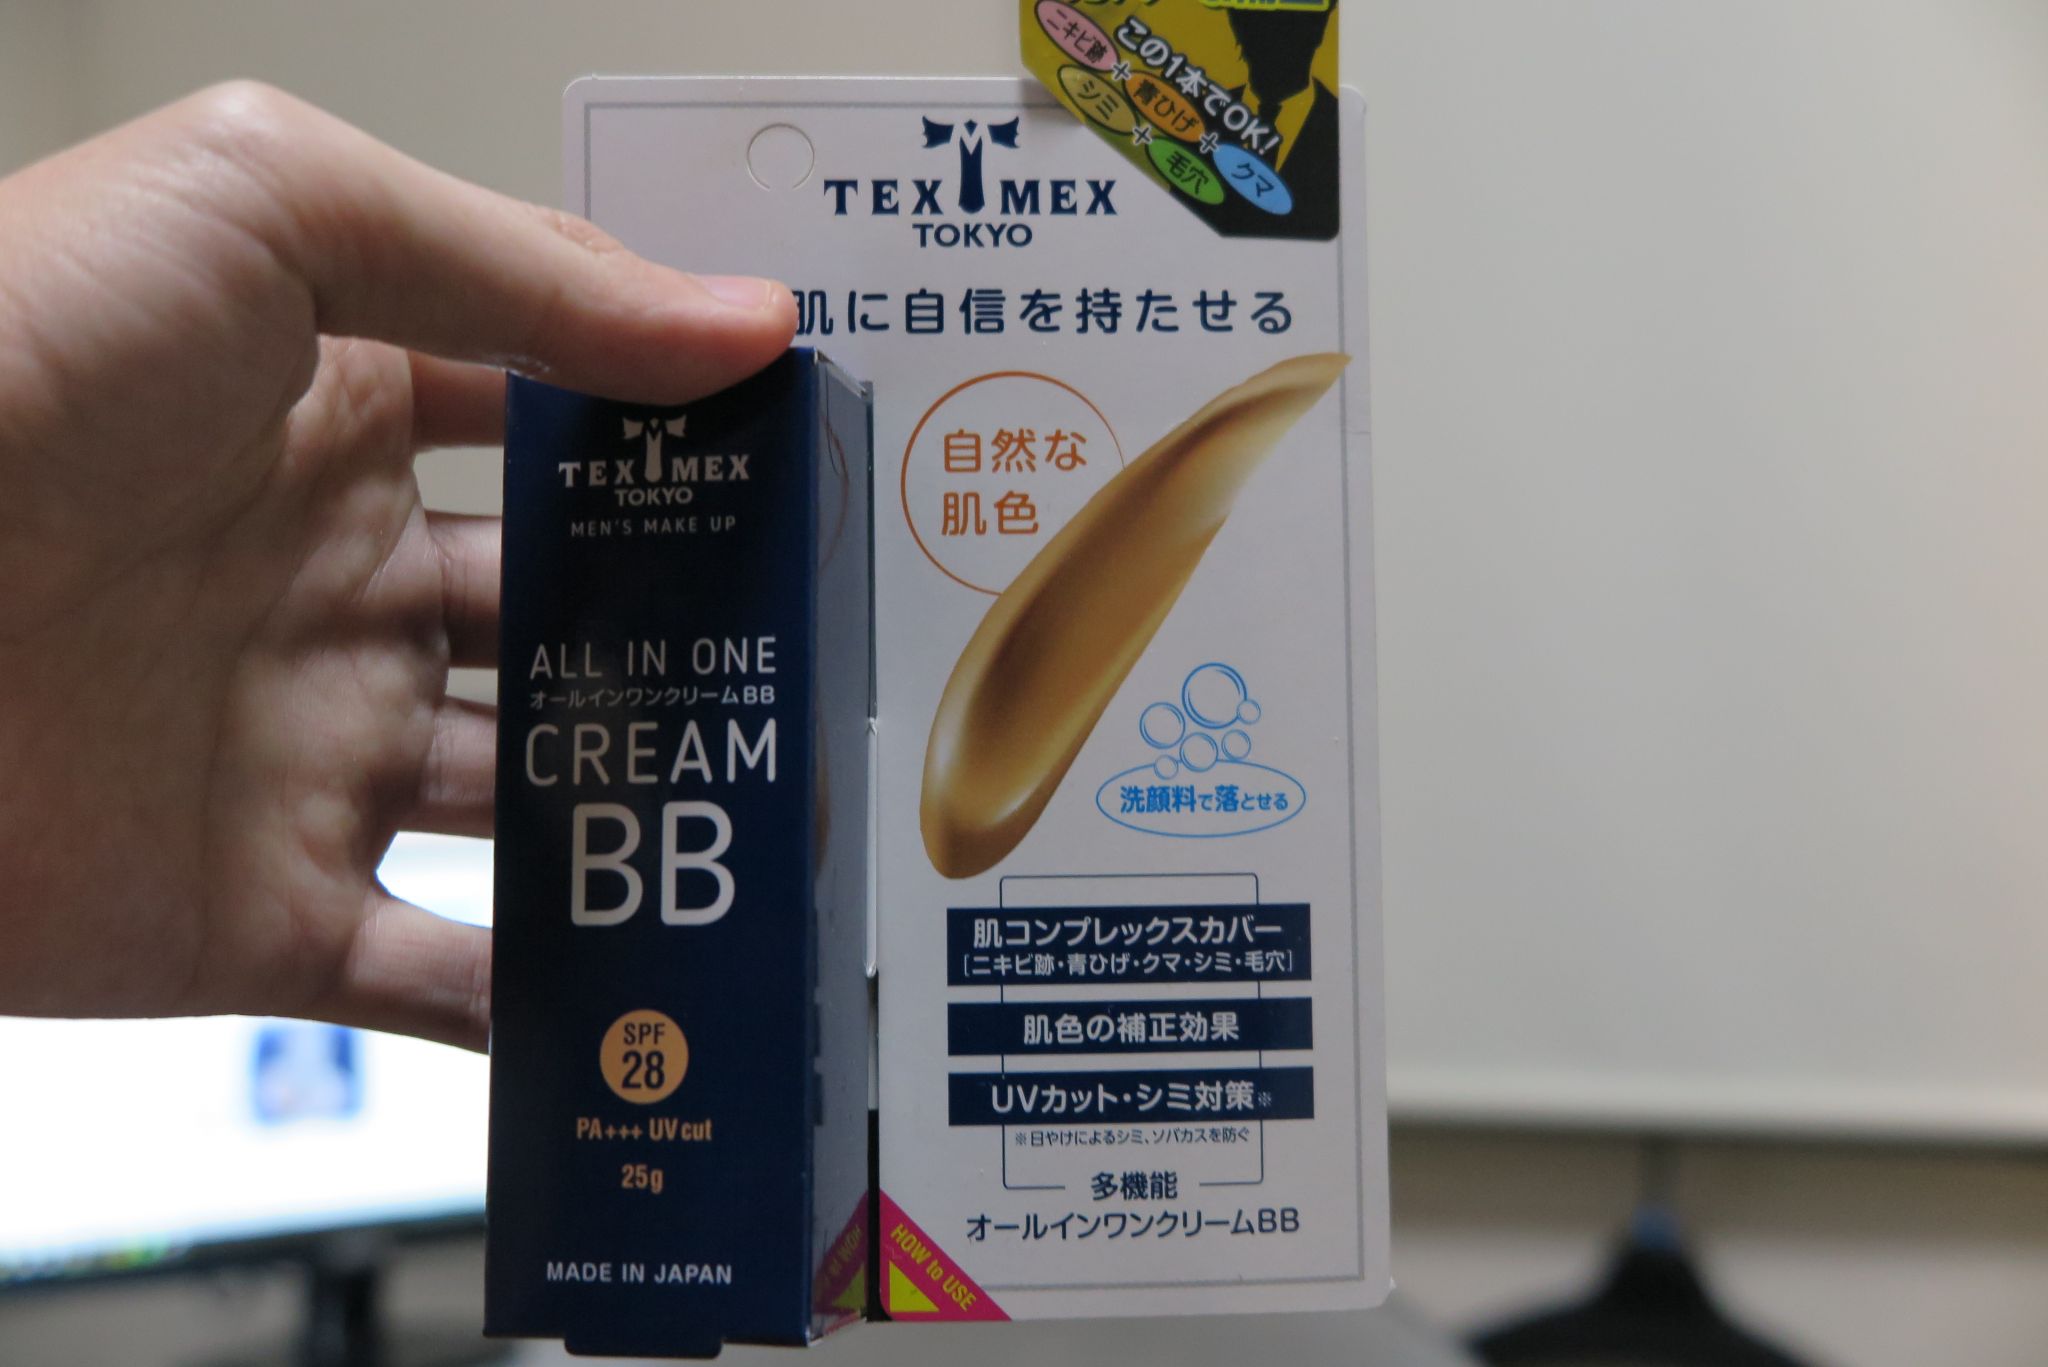 この1本でOK!
ニキビ跡
+
青ひげ
+
クマ
シミ
+
毛穴
TEX MEX
TOKYO
肌に自信を持たせる
自然な
肌色
洗顔料で落とせる
肌コンプレックスカバー
[ニキビ跡・青ひげ・クマ・シミ・毛穴]
肌色の補正効果
UVカット・シミ対策※
※日やけによるシミ、ソバカスを防ぐ
多機能
オールインワンクリームBB
HOW to USE
TEX MEX
TOKYO
MEN'S MAKE UP
ALL IN ONE
オールインワンクリームBB
CREAM
BB
SPF
28
PA+++ UV cut
25g
MADE IN JAPAN